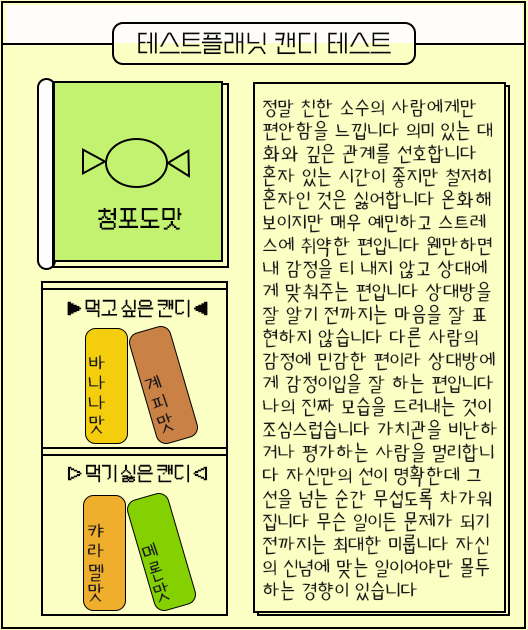 테스트플래닛 캔디 테스트
청포도맛
▶먹고싶은캔디◀
바나나맛
계피맛
▷먹기싫은캔디◁
캬라멜맛
메론맛
정말 친한 소수의 사람에게만
편안함을 느낍니다 의미 있는 대
화와 깊은 관계를 선호합니다
혼자 있는 시간이 좋지만 철저히
혼자인 것은 싫어합니다 온화해
보이지만 매우 예민하고 스트레
스에 취약한 편입니다 웬만하면
내 감정을 티 내지 않고 상대에
게 맞춰주는 편입니다 상대방을
잘 알기 전까지는 마음을 잘 표
현하지 않습니다 다른 사람의
감정에 민감한 편이라 상대방에
게 감정이입을 잘 하는 편입니다
나의 진짜 모습을 드러내는 것이
조심스럽습니다 가치관을 비난하
거나 평가하는 사람을 멀리합니
다 자신만의 선이 명확한데 그
선을 넘는 순간 무섭도록 차가워
집니다 무슨 일이든 문제가 되기
전까지는 최대한 미룹니다 자신
의 신념에 맞는 일이어야만 몰두
하는 경향이 있습니다